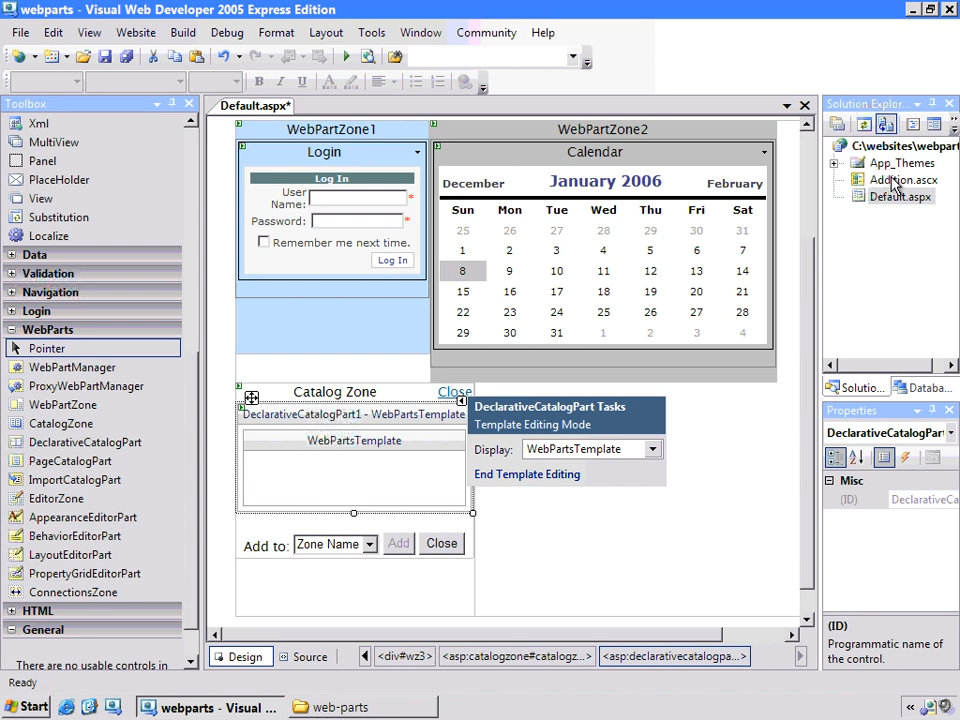 webparts - Visual Web Developer 2005 Express Edition
File Edit View Website Build Debug Format Layout Tools Window Community Help
B I U A
Toolbox
Xml
MultiView
Panel
PlaceHolder
View
Substitution
Localize
Data
Validation
Navigation
Login
WebParts
Pointer
WebPartManager
ProxyWebPartManager
WebPartZone
CatalogZone
DeclarativeCatalogPart
PageCatalogPart
ImportCatalogPart
EditorZone
AppearanceEditorPart
BehaviorEditorPart
LayoutEditorPart
PropertyGridEditorPart
ConnectionsZone
HTML
General
There are no usable controls in
Default.aspx*
WebPartZone1
Login
Log In
User
Name: *
Password: *
Remember me next time.
Log In
WebPartZone2
Calendar
December January 2006 February
Sun Mon Tue Wed Thu Fri Sat
25 26 27 28 29 30 31
1 2 3 4 5 6 7
8 9 10 11 12 13 14
15 16 17 18 19 20 21
22 23 24 25 26 27 28
29 30 31 1 2 3 4
Catalog Zone Close
DeclarativeCatalogPart1 - WebPartsTemplate
WebPartsTemplate
Add to: Zone Name Add Close
DeclarativeCatalogPart Tasks
Template Editing Mode
Display: WebPartsTemplate
End Template Editing
Design Source <div#wz3> <asp:catalogzone#catalogz...> <asp:declarativecatalogpa...>
Solution Explor...
C:\websites\webpart
App_Themes
Addition.ascx
Default.aspx
Solutio... Databa...
Properties
DeclarativeCatalogPart
Misc
(ID) DeclarativeCa
(ID)
Programmatic name of
the control.
Ready
Start webparts - Visual ... web-parts